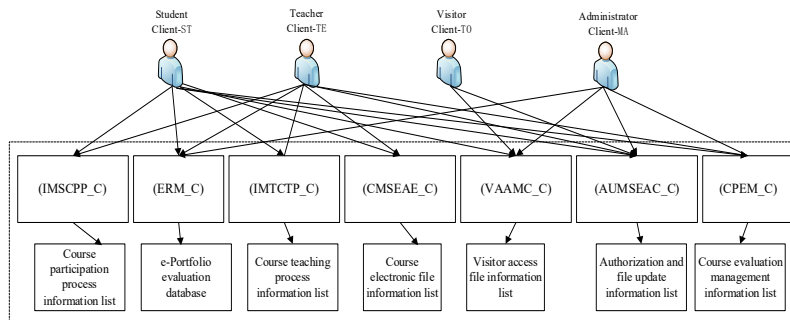 Student
Client-ST
Teacher
Client-TE
Visitor
Client-TO
Administrator
Client-MA
(IMSCPP_C)
(ERM_C)
(IMTCTP_C)
(CMSEAE_C)
(VAAMC_C)
(AUMSEAC_C)
(CPEM_C)
Course
participation
process
information list
e-Portfolio
evaluation
database
Course teaching
process
information list
Course
electronic file
information list
Visitor access
file information
list
Authorization and
file update
information list
Course evaluation
management
information list